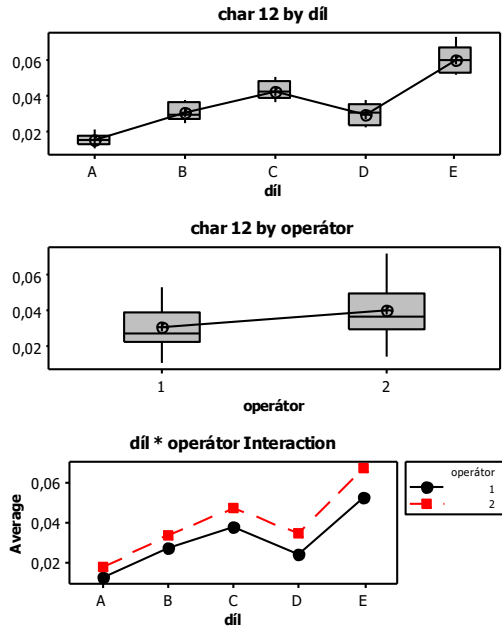 char 12 by díl
0,06
0,04
0,02
A B C D E
díl
char 12 by operátor
0,06
0,04
0,02
1 2
operátor
díl * operátor Interaction
Average
0,06
0,04
0,02
A B C D E
díl
operátor
1
2